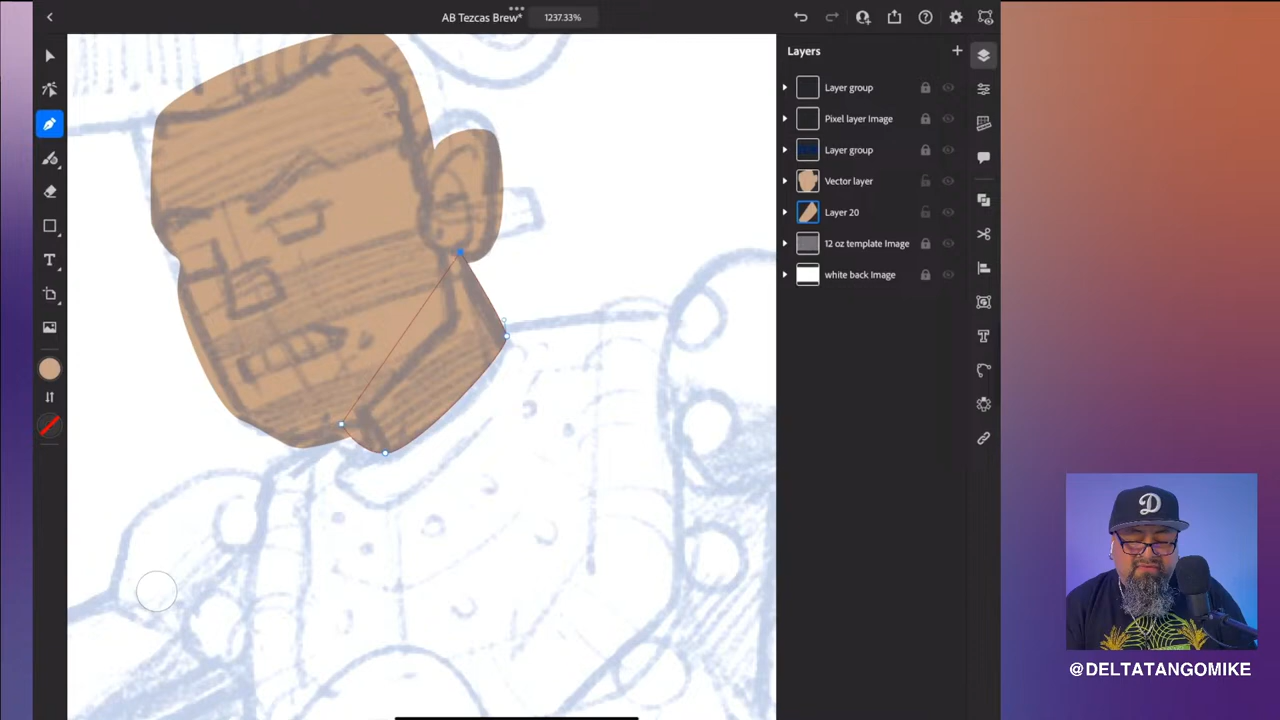 AB Tezcas Brew*
1237.33%
Layers
Layer group
Pixel layer Image
Layer group
Vector layer
Layer 20
12 oz template Image
white back Image
D
@DELTATANGOMIKE